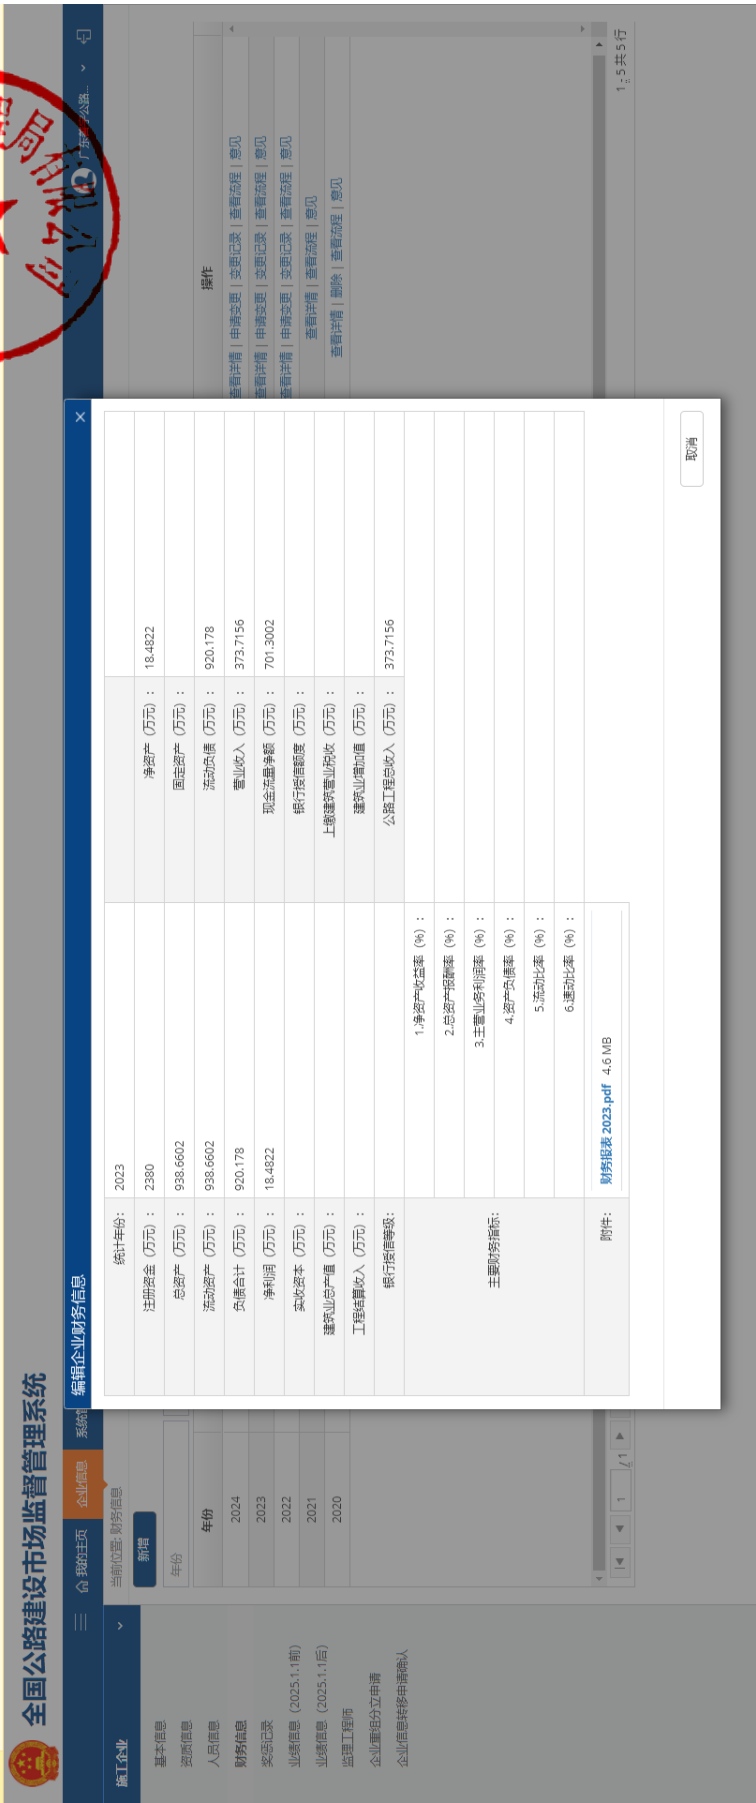 全国公路建设市场监督管理系统
我的主页
企业信息
系统管
广东
公路...
施工企业
基本信息
资质信息
人员信息
财务信息
奖惩记录
业绩信息（2025.1.1前）
业绩信息（2025.1.1后）
监理工程师
企业重组分立申请
企业信息转移申请确认
当前位置: 财务信息
新增
年份
年份 操作
2024 查看详情 | 申请变更 | 变更记录 | 查看流程 | 意见
2023 查看详情 | 申请变更 | 变更记录 | 查看流程 | 意见
2022 查看详情 | 申请变更 | 变更记录 | 查看流程 | 意见
2021 查看详情 | 查看流程 | 意见
2020 查看详情 | 删除 | 查看流程 | 意见
1 / 1
1 - 5 共 5 行
编辑企业财务信息 ×
统计年份： 2023
注册资金（万元）： 2380 净资产（万元）： 18.4822
总资产（万元）： 938.6602 固定资产（万元）：
流动资产（万元）： 938.6602 流动负债（万元）： 920.178
负债合计（万元）： 920.178 营业收入（万元）： 373.7156
净利润（万元）： 18.4822 现金流量净额（万元）： 701.3002
实收资本（万元）： 银行授信额度（万元）：
建筑业总产值（万元）： 上缴建筑营业税收（万元）：
工程结算收入（万元）： 建筑业增加值（万元）：
银行授信等级： 公路工程总收入（万元）： 373.7156
主要财务指标：
1.净资产收益率（%）：
2.总资产报酬率（%）：
3.主营业务利润率（%）：
4.资产负债率（%）：
5.流动比率（%）：
6.速动比率（%）：
附件： 财务报表 2023.pdf 4.6 MB
取消
局有限公司